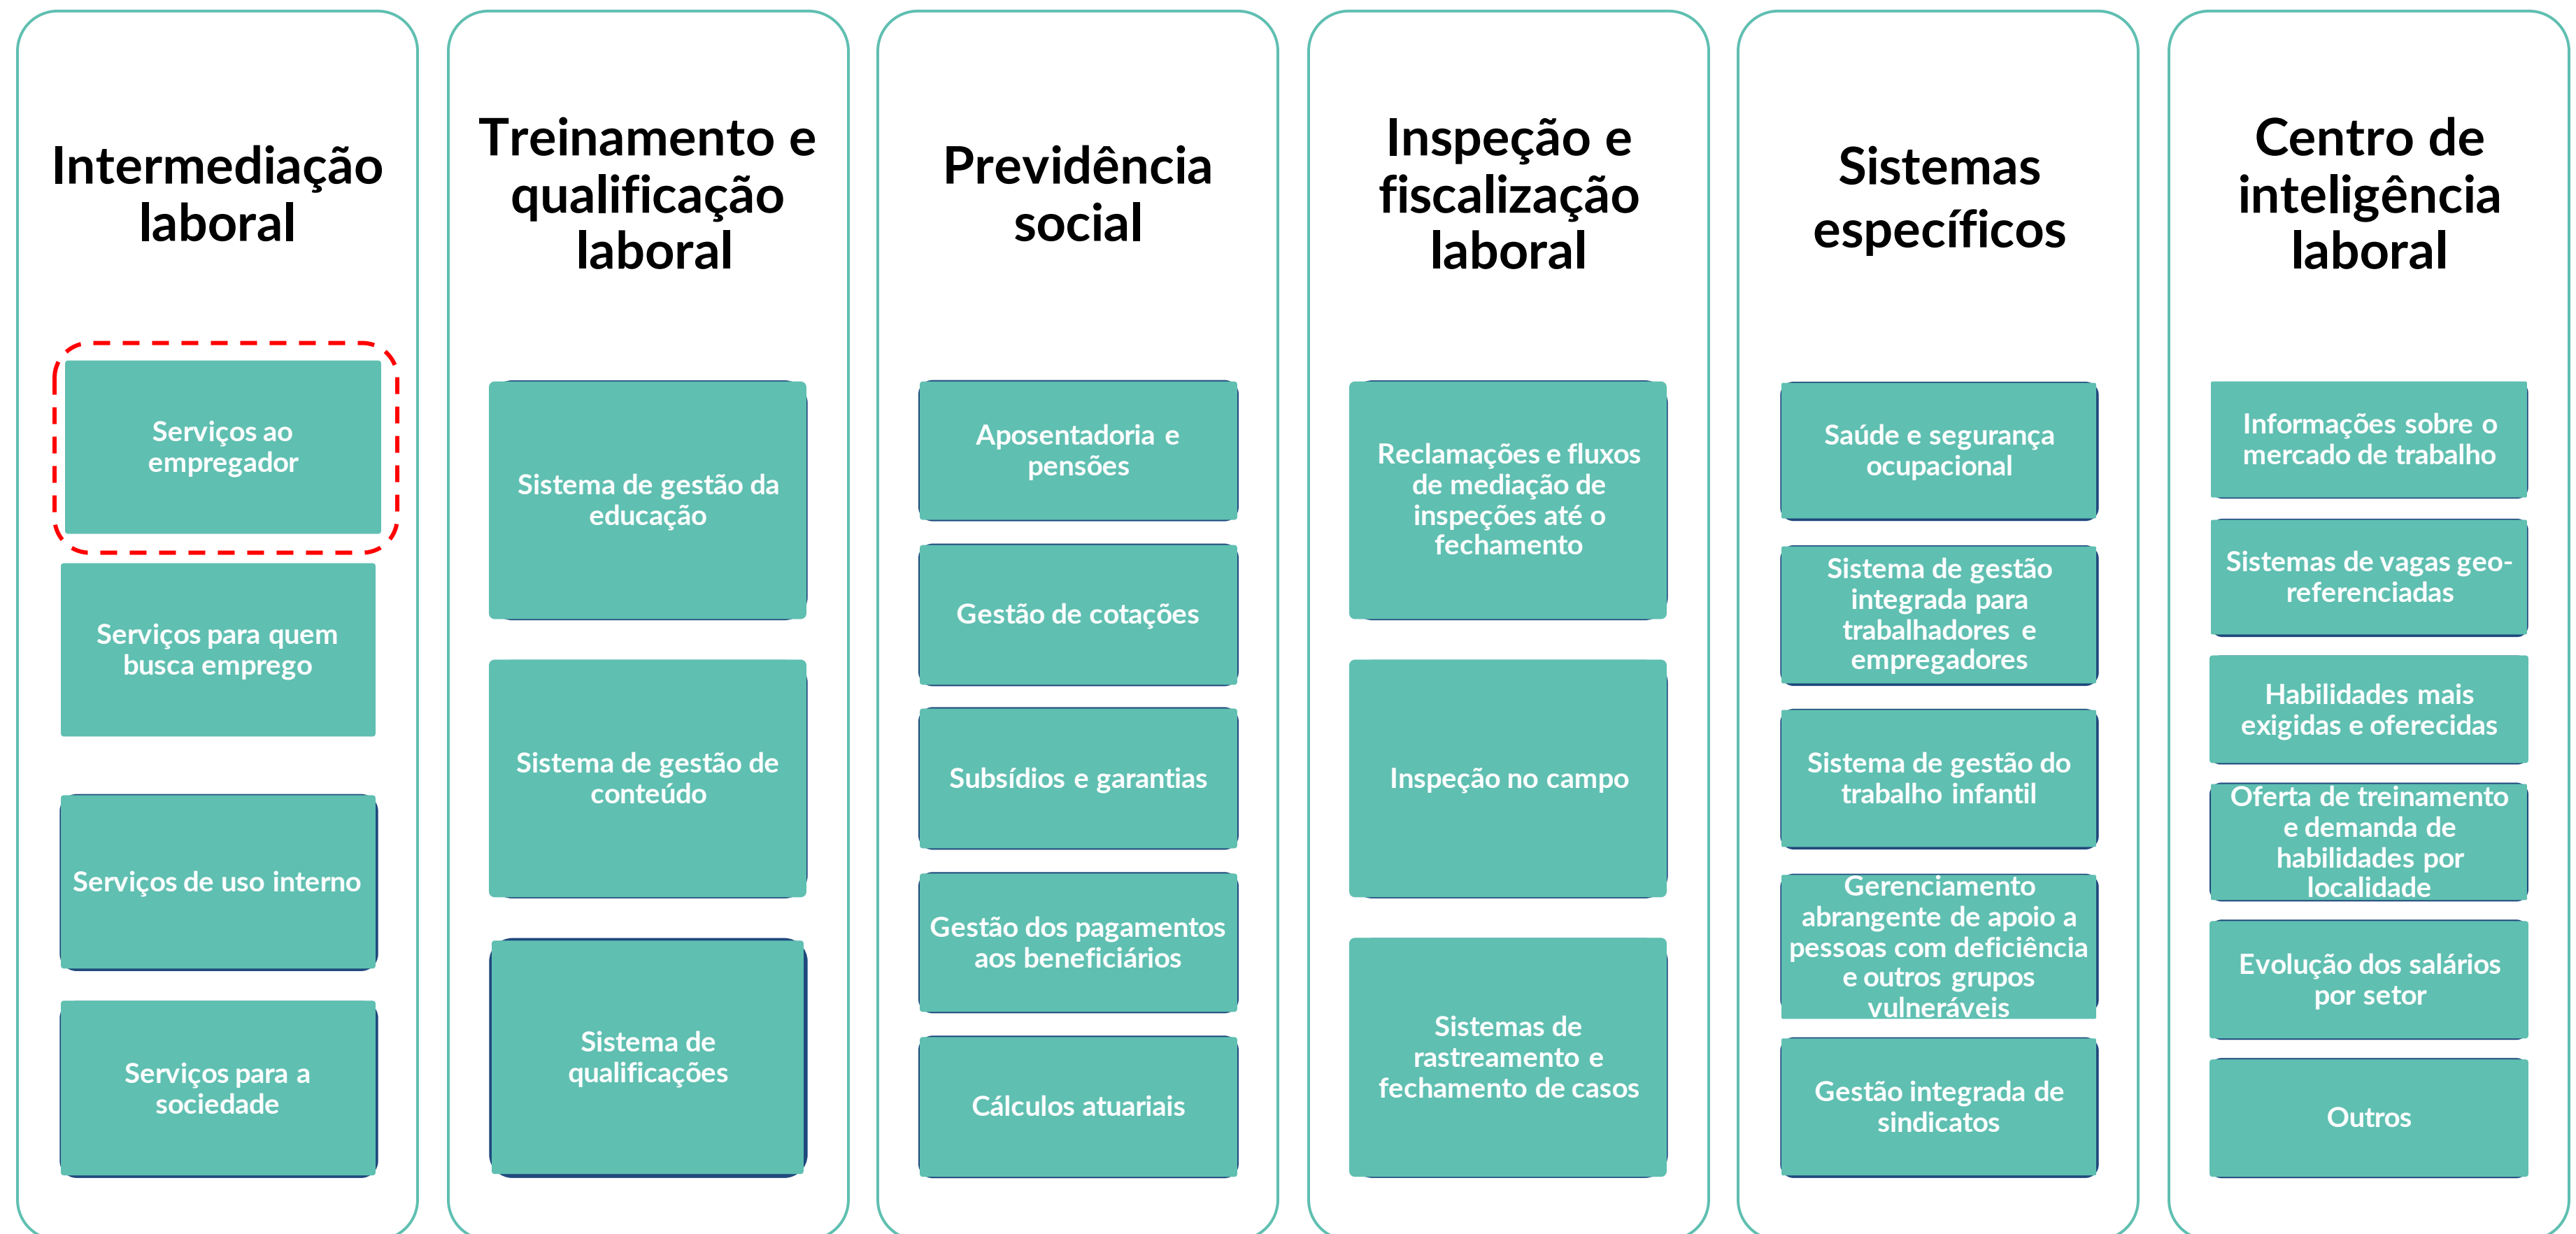 Intermediação
laboral
Serviços ao
empregador
Serviços para quem
busca emprego
Serviços de uso interno
Serviços para a
sociedade
Treinamento e
qualificação
laboral
Sistema de gestão da
educação
Sistema de gestão de
conteúdo
Sistema de
qualificações
Previdência
social
Aposentadoria e
pensões
Gestão de cotações
Subsídios e garantias
Gestão dos pagamentos
aos beneficiários
Cálculos atuariais
Inspeção e
fiscalização
laboral
Reclamações e fluxos
de mediação de
inspeções até o
fechamento
Inspeção no campo
Sistemas de
rastreamento e
fechamento de casos
Sistemas
específicos
Saúde e segurança
ocupacional
Sistema de gestão
integrada para
trabalhadores e
empregadores
Sistema de gestão do
trabalho infantil
Gerenciamento
abrangente de apoio a
pessoas com deficiência
e outros grupos
vulneráveis
Gestão integrada de
sindicatos
Centro de
inteligência
laboral
Informações sobre o
mercado de trabalho
Sistemas de vagas geo-
referenciadas
Habilidades mais
exigidas e oferecidas
Oferta de treinamento
e demanda de
habilidades por
localidade
Evolução dos salários
por setor
Outros